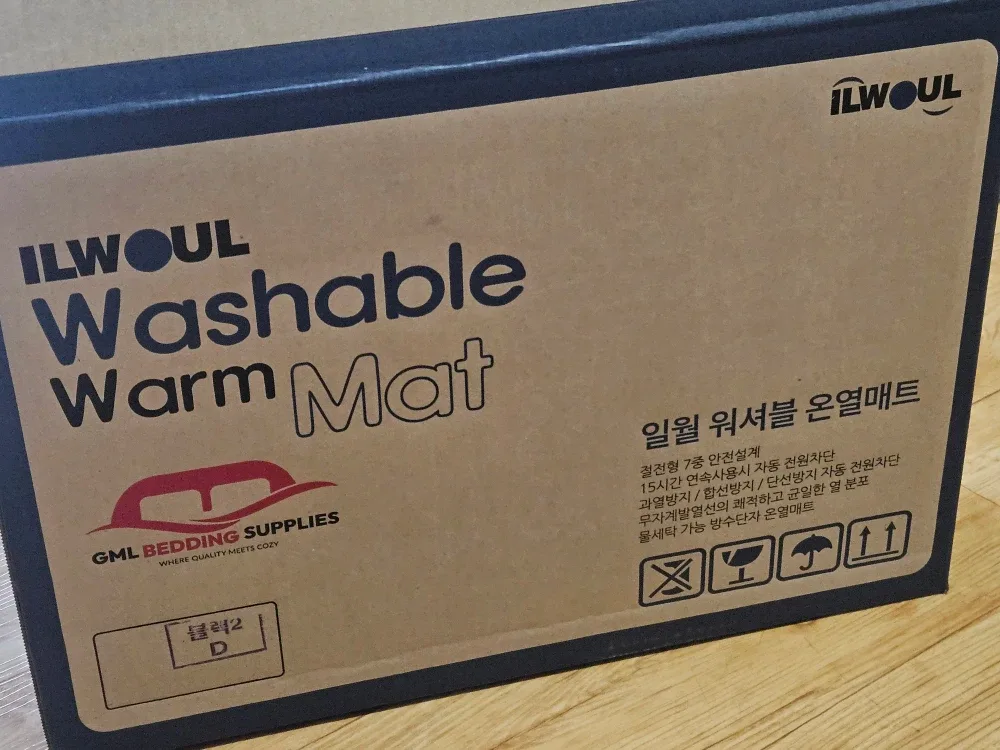 ILWOUL
ILWOUL
Washable
Warm Mat
일월 워셔블 온열매트
절전형 7중 안전설계
15시간 연속사용시 자동 전원차단
과열방지 / 합선방지 / 단선방지 자동 전원차단
무자계발열선의 쾌적하고 균일한 열 분포
물세탁 가능 방수단자 온열매트
GML BEDDING SUPPLIES
WHERE QUALITY MEETS COZY
블랙2
D